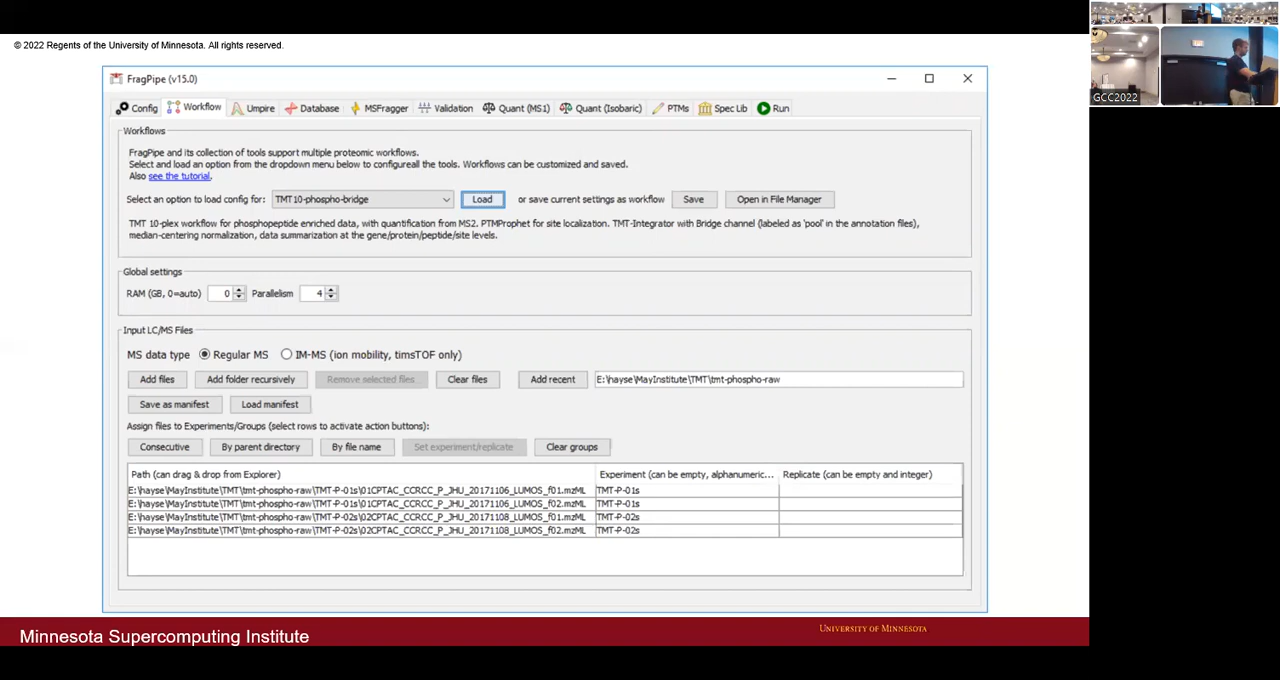 © 2022 Regents of the University of Minnesota. All rights reserved.
FragPipe (v15.0)
Config Workflow Umpire Database MSFragger Validation Quant (MS1) Quant (Isobaric) PTMs Spec Lib Run
Workflows
FragPipe and its collection of tools support multiple proteomic workflows.
Select and load an option from the dropdown menu below to configureall the tools. Workflows can be customized and saved.
Also see the tutorial.
Select an option to load config for: TMT10-phospho-bridge Load or save current settings as workflow Save Open in File Manager
TMT 10-plex workflow for phosphopeptide enriched data, with quantification from MS2. PTMProphet for site localization. TMT-Integrator with Bridge channel (labeled as 'pool' in the annotation files),
median-centering normalization, data summarization at the gene/protein/peptide/site levels.
Global settings
RAM (GB, 0=auto) 0 Parallelism 4
Input LC/MS Files
MS data type Regular MS IM-MS (ion mobility, timsTOF only)
Add files Add folder recursively Remove selected files Clear files Add recent E:\hayse\MayInstitute\TMT\tmt-phospho-raw
Save as manifest Load manifest
Assign files to Experiments/Groups (select rows to activate action buttons):
Consecutive By parent directory By file name Set experiment/replicate Clear groups
Path (can drag & drop from Explorer) Experiment (can be empty, alphanumeric... Replicate (can be empty and integer)
E:\hayse\MayInstitute\TMT\tmt-phospho-raw\TMT-P-01s\01CPTAC_CCRCC_P_JHU_20171106_LUMOS_f01.mzML TMT-P-01s
E:\hayse\MayInstitute\TMT\tmt-phospho-raw\TMT-P-01s\01CPTAC_CCRCC_P_JHU_20171106_LUMOS_f02.mzML TMT-P-01s
E:\hayse\MayInstitute\TMT\tmt-phospho-raw\TMT-P-02s\02CPTAC_CCRCC_P_JHU_20171108_LUMOS_f01.mzML TMT-P-02s
E:\hayse\MayInstitute\TMT\tmt-phospho-raw\TMT-P-02s\02CPTAC_CCRCC_P_JHU_20171108_LUMOS_f02.mzML TMT-P-02s
Minnesota Supercomputing Institute
UNIVERSITY OF MINNESOTA
GCC2022